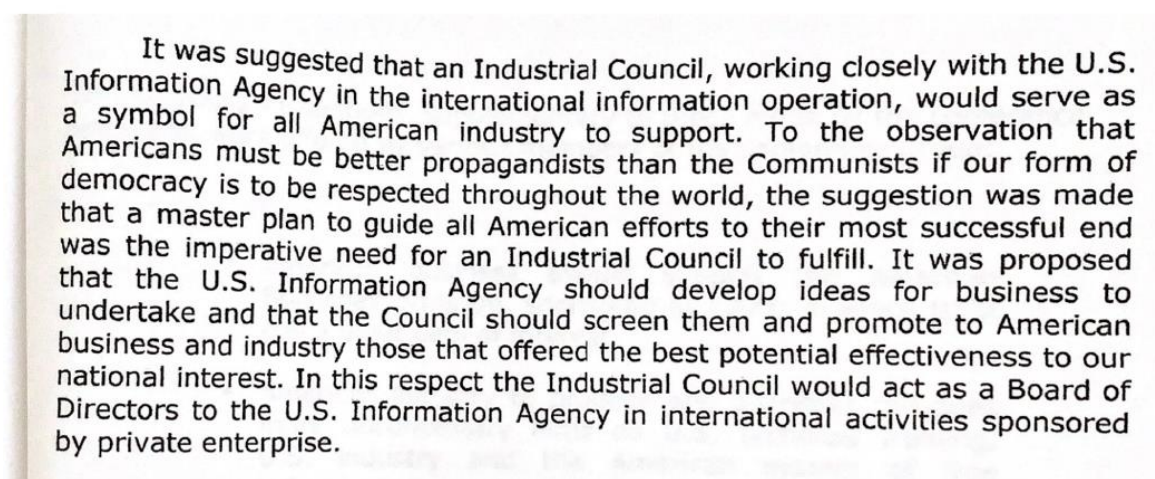 It was suggested that an Industrial Council, working closely with the U.S.
Information Agency in the international information operation, would serve as
a symbol for all American industry to support. To the observation that
Americans must be better propagandists than the Communists if our form of
democracy is to be respected throughout the world, the suggestion was made
that a master plan to guide all American efforts to their most successful end
was the imperative need for an Industrial Council to fulfill. It was proposed
that the U.S. Information Agency should develop ideas for business to
undertake and that the Council should screen them and promote to American
business and industry those that offered the best potential effectiveness to our
national interest. In this respect the Industrial Council would act as a Board of
Directors to the U.S. Information Agency in international activities sponsored
by private enterprise.